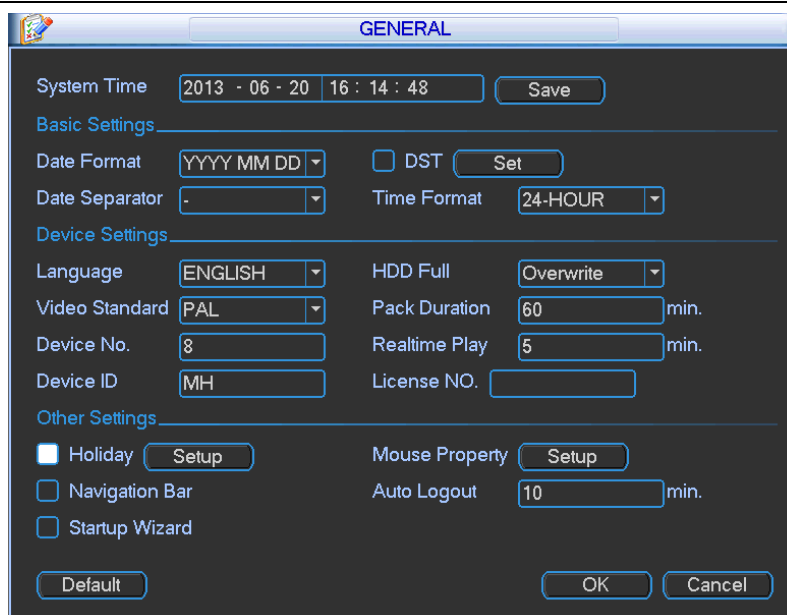 GENERAL
System Time 2013 - 06 - 20 16 : 14 : 48 Save
Basic Settings
Date Format YYYY MM DD DST Set
Date Separator - Time Format 24-HOUR
Device Settings
Language ENGLISH HDD Full Overwrite
Video Standard PAL Pack Duration 60 min.
Device No. 8 Realtime Play 5 min.
Device ID MH License NO.
Other Settings
Holiday Setup Mouse Property Setup
Navigation Bar Auto Logout 10 min.
Startup Wizard
Default OK Cancel